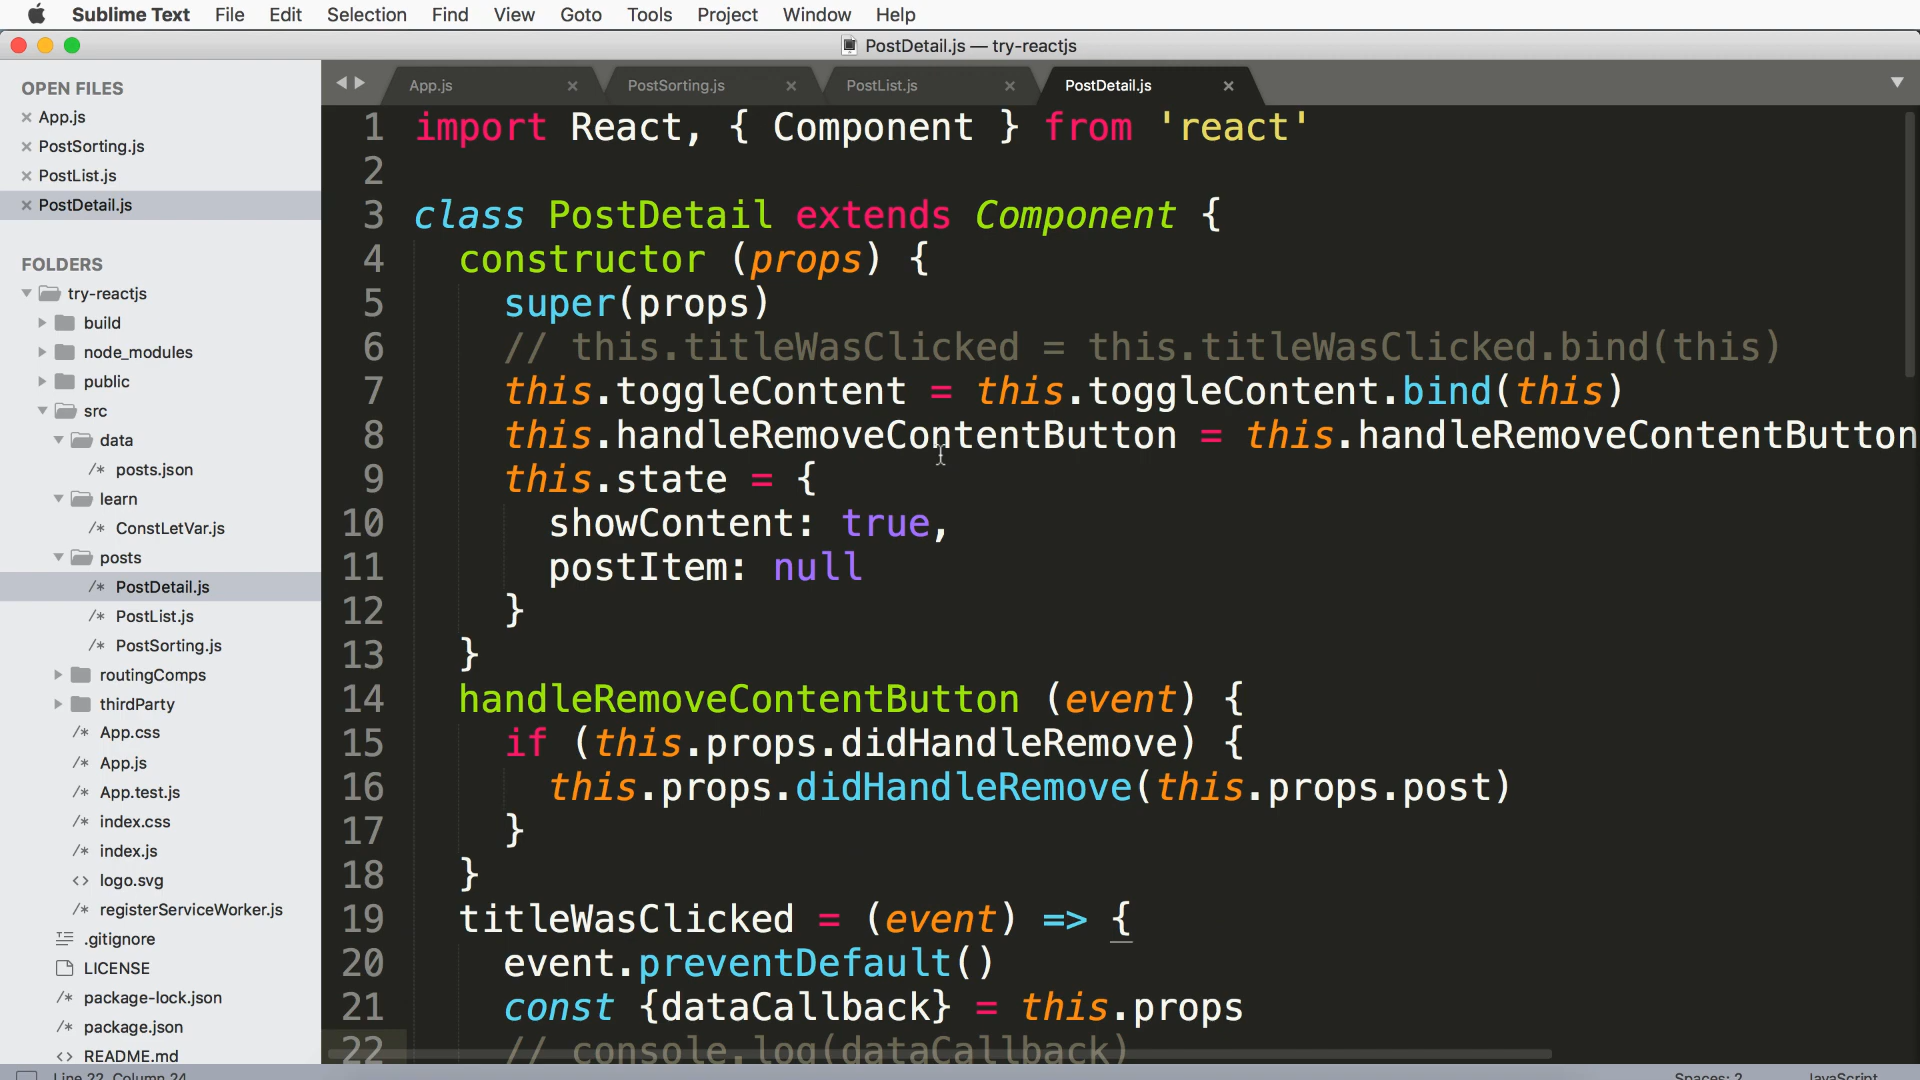 Sublime Text File Edit Selection Find View Goto Tools Project Window Help
PostDetail.js — try-reactjs
OPEN FILES
App.js
PostSorting.js
PostList.js
PostDetail.js
FOLDERS
try-reactjs
build
node_modules
public
src
data
/* posts.json
learn
/* ConstLetVar.js
posts
/* PostDetail.js
/* PostList.js
/* PostSorting.js
routingComps
thirdParty
/* App.css
/* App.js
/* App.test.js
/* index.css
/* index.js
<> logo.svg
/* registerServiceWorker.js
.gitignore
LICENSE
/* package-lock.json
/* package.json
<> README.md
App.js PostSorting.js PostList.js PostDetail.js
1 import React, { Component } from 'react'
2
3 class PostDetail extends Component {
4 constructor (props) {
5 super(props)
6 // this.titleWasClicked = this.titleWasClicked.bind(this)
7 this.toggleContent = this.toggleContent.bind(this)
8 this.handleRemoveContentButton = this.handleRemoveContentButton
9 this.state = {
10 showContent: true,
11 postItem: null
12 }
13 }
14 handleRemoveContentButton (event) {
15 if (this.props.didHandleRemove) {
16 this.props.didHandleRemove(this.props.post)
17 }
18 }
19 titleWasClicked = (event) => {
20 event.preventDefault()
21 const {dataCallback} = this.props
22 // console.log(dataCallback)
Line 22, Column 24 Spaces: 2 JavaScript